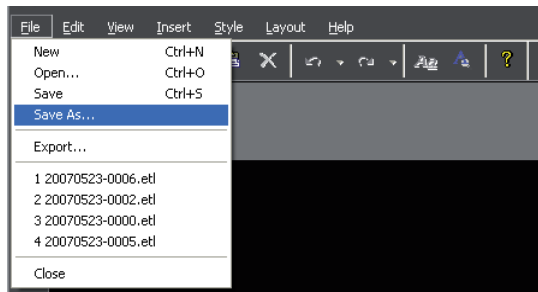 File Edit View Insert Style Layout Help
New Ctrl+N
Open... Ctrl+O
Save Ctrl+S
Save As...
Export...
1 20070523-0006.etl
2 20070523-0002.etl
3 20070523-0000.etl
4 20070523-0005.etl
Close